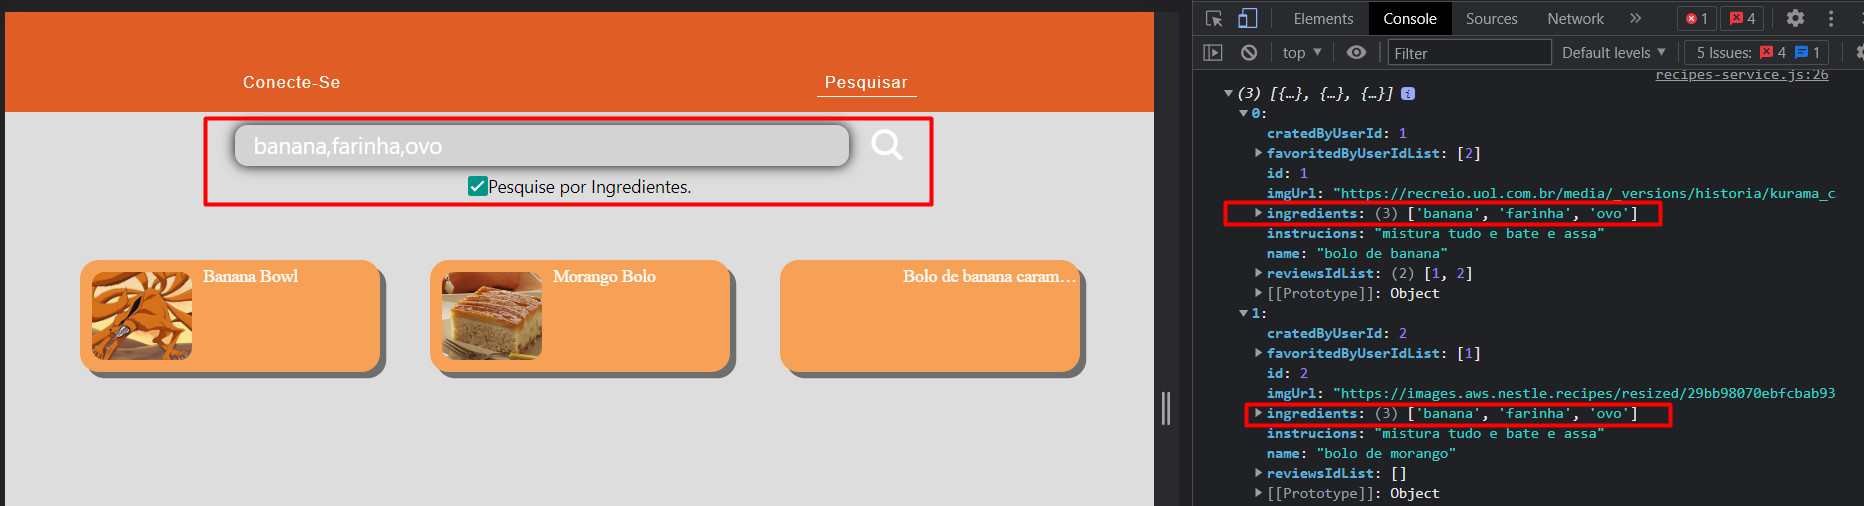 Conecte-Se
Pesquisar
banana,farinha,ovo
Pesquise por Ingredientes.
Banana Bowl
Morango Bolo
Bolo de banana caram...
Elements Console Sources Network » 1 4
top Filter Default levels 5 Issues: 4 1
recipes-service.js:26
(3) [{…}, {…}, {…}] i
0:
cratedByUserId: 1
favoritedByUserIdList: [2]
id: 1
imgUrl: "https://recreio.uol.com.br/media/_versions/historia/kurama_c
ingredients: (3) ['banana', 'farinha', 'ovo']
instrucions: "mistura tudo e bate e assa"
name: "bolo de banana"
reviewsIdList: (2) [1, 2]
[[Prototype]]: Object
1:
cratedByUserId: 2
favoritedByUserIdList: [1]
id: 2
imgUrl: "https://images.aws.nestle.recipes/resized/29bb98070ebfcbab93
ingredients: (3) ['banana', 'farinha', 'ovo']
instrucions: "mistura tudo e bate e assa"
name: "bolo de morango"
reviewsIdList: []
[[Prototype]]: Object